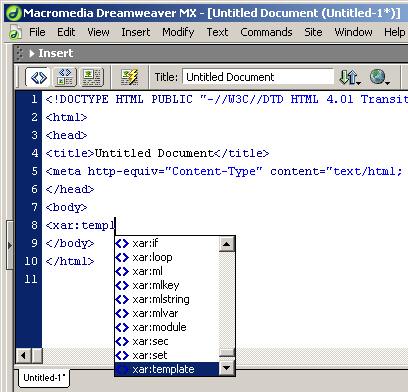 Macromedia Dreamweaver MX - [Untitled Document (Untitled-1*)]
File Edit View Insert Modify Text Commands Site Window
Insert
Title: Untitled Document
1 <!DOCTYPE HTML PUBLIC "-//W3C//DTD HTML 4.01 Transit
2 <html>
3 <head>
4 <title>Untitled Document</title>
5 <meta http-equiv="Content-Type" content="text/html;
6 </head>
7 <body>
8 <xar:templ
9 </body>
10 </html>
11
xar:if
xar:loop
xar:ml
xar:mlkey
xar:mlstring
xar:mlvar
xar:module
xar:sec
xar:set
xar:template
Untitled-1*